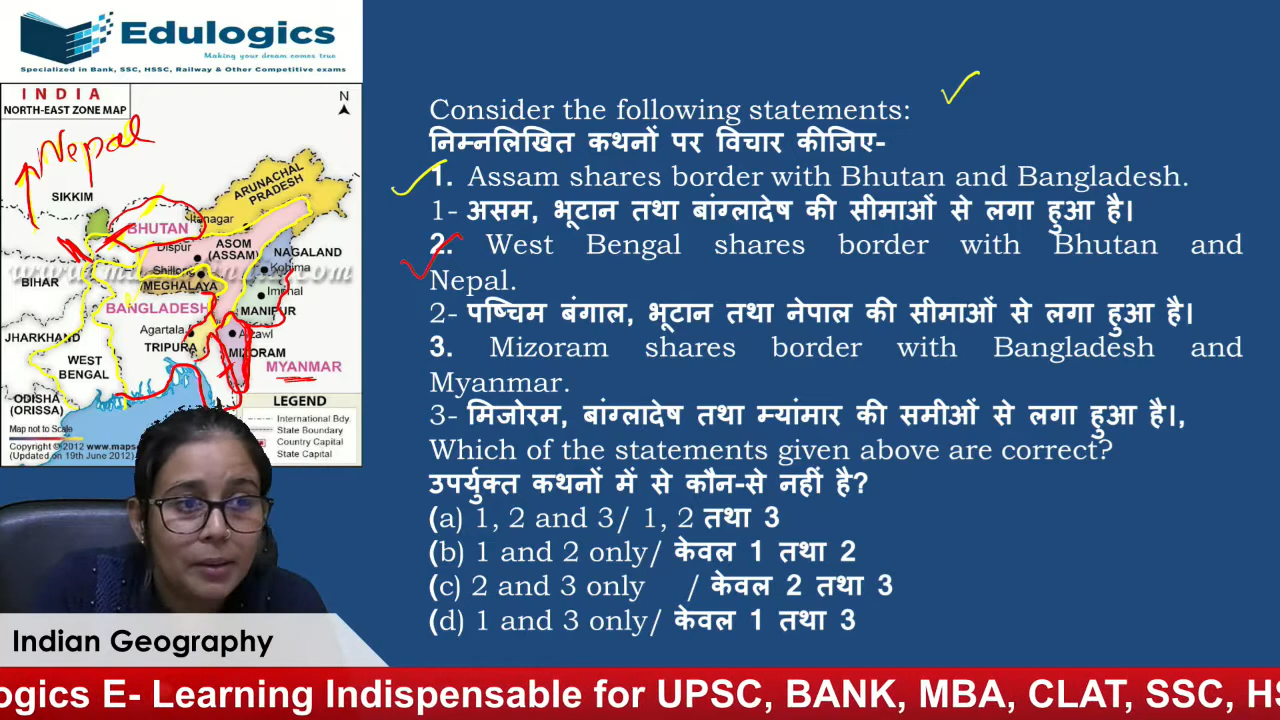 Edulogics
Making your dream comes true
Specialized in Bank, SSC, HSSC, Railway & Other Competitive exams
INDIA
NORTH-EAST ZONE MAP
N
Nepal
SIKKIM
ARUNACHAL
PRADESH
Itanagar
BHUTAN
Dispur
ASOM
(ASSAM)
NAGALAND
Kohima
Shillong
MEGHALAYA
BIHAR
Imphal
BANGLADESH
MANIPUR
JHARKHAND
Agartala
Aizawl
TRIPURA
MIZORAM
WEST
BENGAL
MYANMAR
ODISHA
(ORISSA)
LEGEND
International Bdy.
State Boundary
Country Capital
State Capital
Map not to Scale
Copyright © 2012 www.maps
(Updated on 19th June 2012)
Consider the following statements:
निम्नलिखित कथनों पर विचार कीजिए-
1. Assam shares border with Bhutan and Bangladesh.
1- असम, भूटान तथा बांग्लादेष की सीमाओं से लगा हुआ है।
2. West Bengal shares border with Bhutan and
Nepal.
2- पष्चिम बंगाल, भूटान तथा नेपाल की सीमाओं से लगा हुआ है।
3. Mizoram shares border with Bangladesh and
Myanmar.
3- मिजोरम, बांग्लादेष तथा म्यांमार की समीओं से लगा हुआ है।,
Which of the statements given above are correct?
उपर्युक्त कथनों में से कौन-से नहीं है?
(a) 1, 2 and 3/ 1, 2 तथा 3
(b) 1 and 2 only/ केवल 1 तथा 2
(c) 2 and 3 only / केवल 2 तथा 3
(d) 1 and 3 only/ केवल 1 तथा 3
Indian Geography
ogics E- Learning Indispensable for UPSC, BANK, MBA, CLAT, SSC, HS